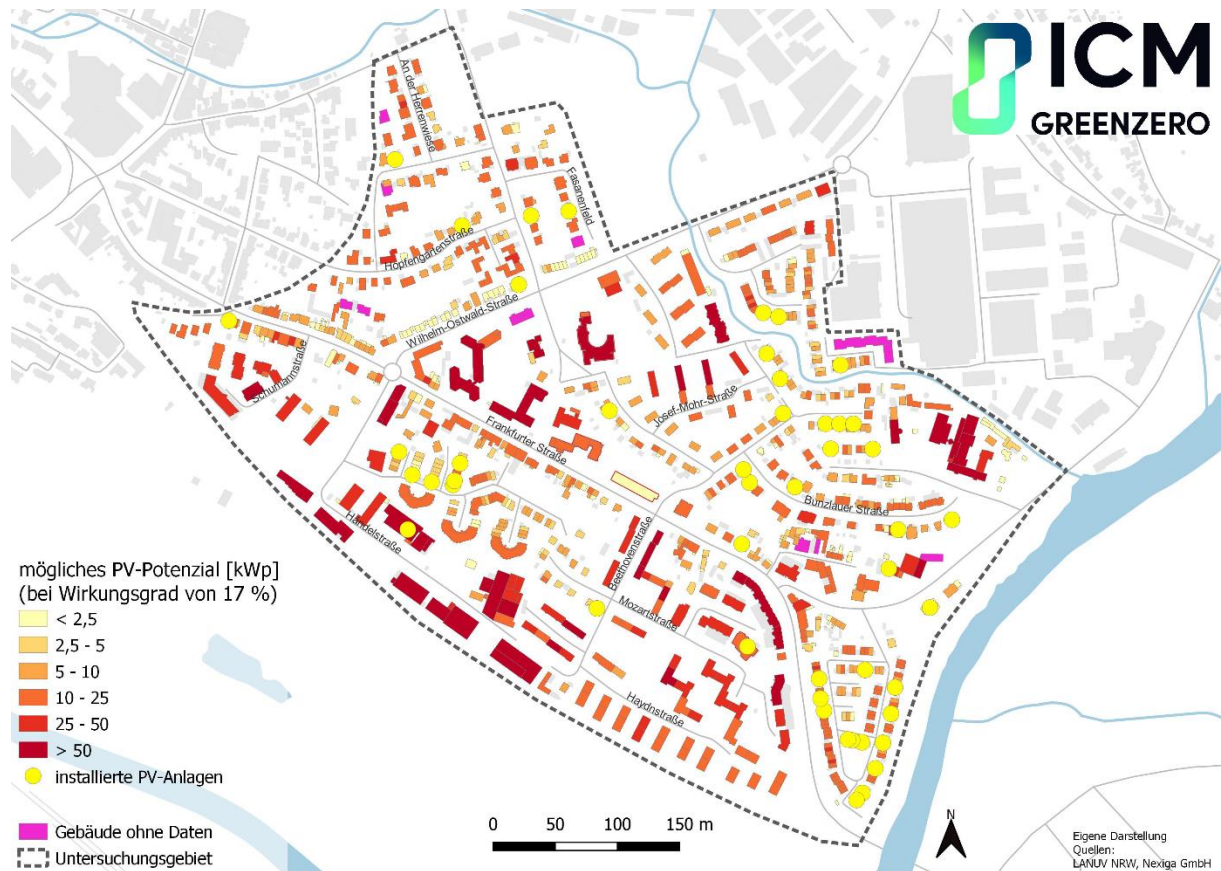 ICM
GREENZERO
An der Herrenwiese
Fasanenfeld
Hopfengartenstraße
Wilhelm-Ostwald-Straße
Schumannstraße
Josef-Mohr-Straße
Frankfurter Straße
Bunzlauer Straße
Händelstraße
Beethovenstraße
Mozartstraße
Haydnstraße
mögliches PV-Potenzial [kWp]
(bei Wirkungsgrad von 17 %)
< 2,5
2,5 - 5
5 - 10
10 - 25
25 - 50
> 50
installierte PV-Anlagen
Gebäude ohne Daten
Untersuchungsgebiet
0 50 100 150 m
N
Eigene Darstellung
Quellen:
LANUV NRW, Nexiga GmbH